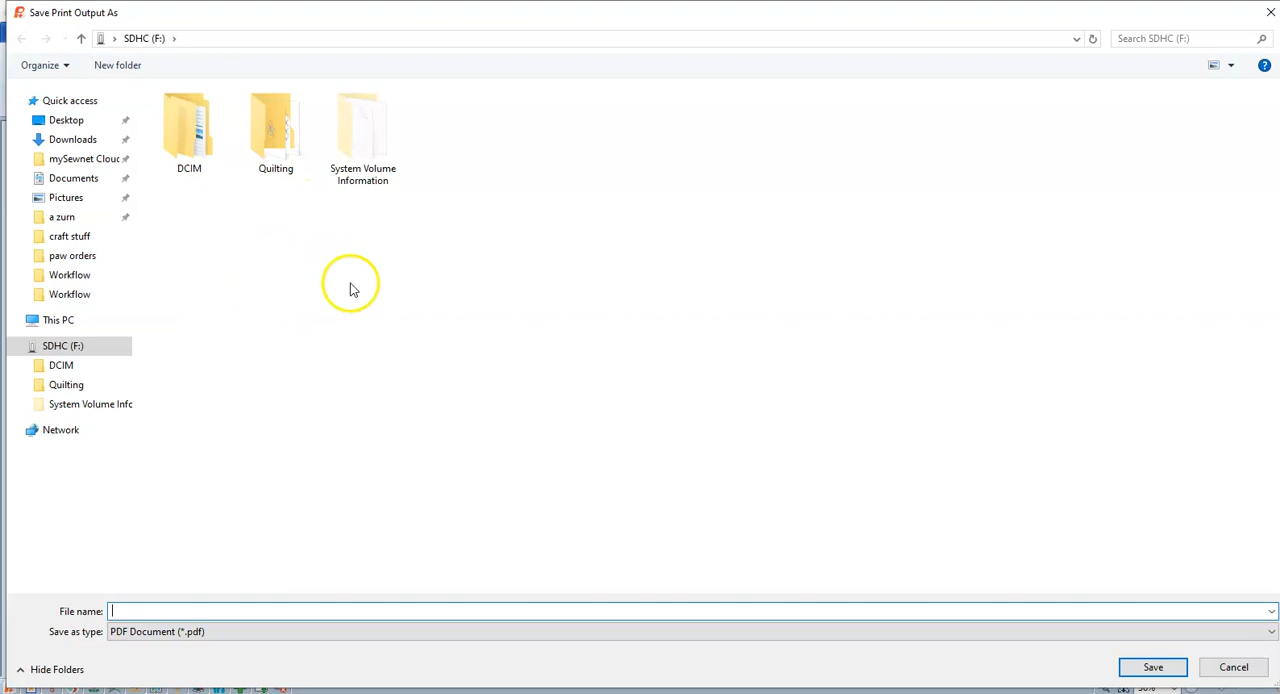 Save Print Output As
SDHC (F:)
Search SDHC (F:)
Organize
New folder
Quick access
Desktop
Downloads
mySewnet Clouc
Documents
Pictures
a zurn
craft stuff
paw orders
Workflow
Workflow
This PC
SDHC (F:)
DCIM
Quilting
System Volume Infc
Network
DCIM
Quilting
System Volume
Information
File name:
Save as type: PDF Document (*.pdf)
Hide Folders
Save
Cancel